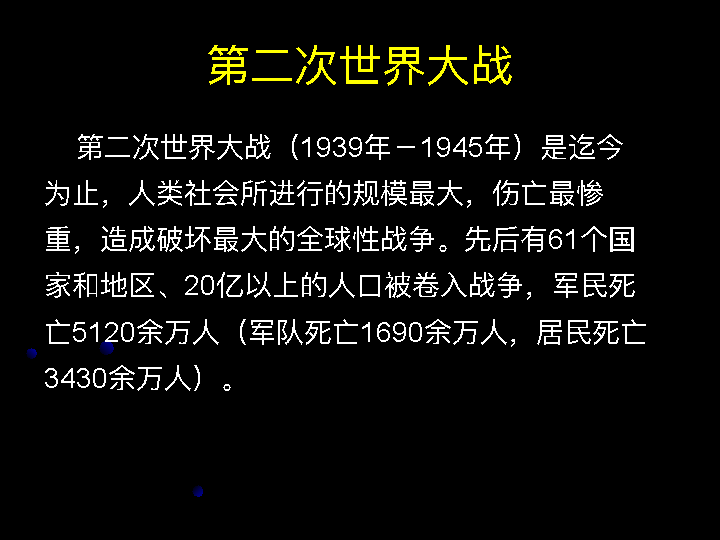 第二次世界大战
第二次世界大战（1939年－1945年）是迄今
为止，人类社会所进行的规模最大，伤亡最惨
重，造成破坏最大的全球性战争。先后有61个国
家和地区、20亿以上的人口被卷入战争，军民死
亡5120余万人（军队死亡1690余万人，居民死亡
3430余万人）。